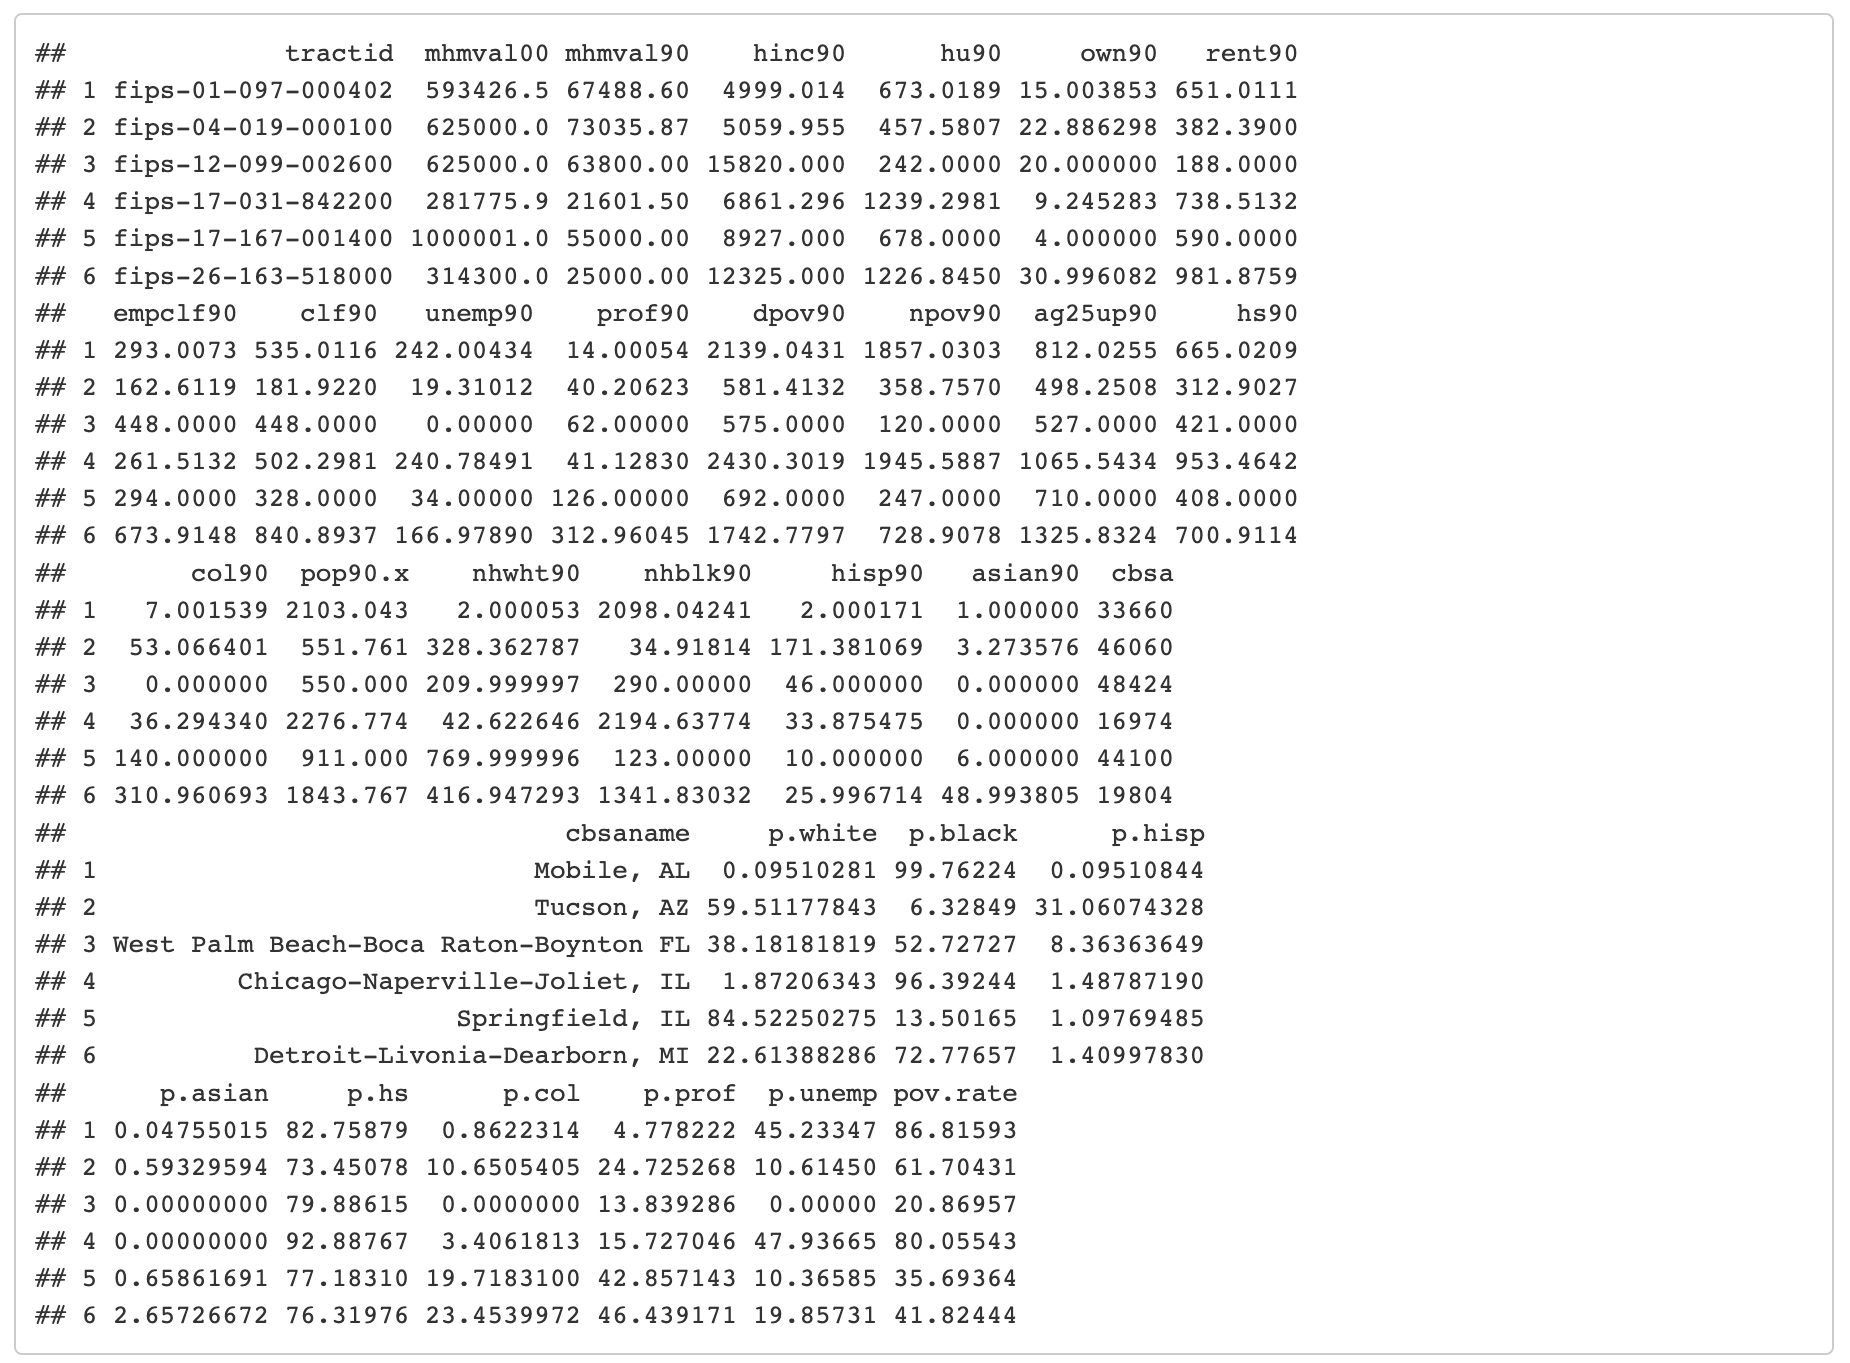 ##              tractid  mhmval00 mhmval90    hinc90      hu90     own90   rent90
## 1 fips-01-097-000402  593426.5 67488.60  4999.014  673.0189 15.003853 651.0111
## 2 fips-04-019-000100  625000.0 73035.87  5059.955  457.5807 22.886298 382.3900
## 3 fips-12-099-002600  625000.0 63800.00 15820.000  242.0000 20.000000 188.0000
## 4 fips-17-031-842200  281775.9 21601.50  6861.296 1239.2981  9.245283 738.5132
## 5 fips-17-167-001400 1000001.0 55000.00  8927.000  678.0000  4.000000 590.0000
## 6 fips-26-163-518000  314300.0 25000.00 12325.000 1226.8450 30.996082 981.8759
##   empclf90    clf90   unemp90    prof90    dpov90    npov90  ag25up90     hs90
## 1 293.0073 535.0116 242.00434  14.00054 2139.0431 1857.0303  812.0255 665.0209
## 2 162.6119 181.9220  19.31012  40.20623  581.4132  358.7570  498.2508 312.9027
## 3 448.0000 448.0000   0.00000  62.00000  575.0000  120.0000  527.0000 421.0000
## 4 261.5132 502.2981 240.78491  41.12830 2430.3019 1945.5887 1065.5434 953.4642
## 5 294.0000 328.0000  34.00000 126.00000  692.0000  247.0000  710.0000 408.0000
## 6 673.9148 840.8937 166.97890 312.96045 1742.7797  728.9078 1325.8324 700.9114
##        col90  pop90.x    nhwht90    nhblk90     hisp90   asian90  cbsa
## 1   7.001539 2103.043   2.000053 2098.04241   2.000171  1.000000 33660
## 2  53.066401  551.761 328.362787   34.91814 171.381069  3.273576 46060
## 3   0.000000  550.000 209.999997  290.00000  46.000000  0.000000 48424
## 4  36.294340 2276.774  42.622646 2194.63774  33.875475  0.000000 16974
## 5 140.000000  911.000 769.999996  123.00000  10.000000  6.000000 44100
## 6 310.960693 1843.767 416.947293 1341.83032  25.996714 48.993805 19804
##                                cbsaname     p.white  p.black      p.hisp
## 1                            Mobile, AL  0.09510281 99.76224  0.09510844
## 2                            Tucson, AZ 59.51177843  6.32849 31.06074328
## 3 West Palm Beach-Boca Raton-Boynton FL 38.18181819 52.72727  8.36363649
## 4         Chicago-Naperville-Joliet, IL  1.87206343 96.39244  1.48787190
## 5                       Springfield, IL 84.52250275 13.50165  1.09769485
## 6          Detroit-Livonia-Dearborn, MI 22.61388286 72.77657  1.40997830
##      p.asian     p.hs      p.col    p.prof  p.unemp pov.rate
## 1 0.04755015 82.75879  0.8622314  4.778222 45.23347 86.81593
## 2 0.59329594 73.45078 10.6505405 24.725268 10.61450 61.70431
## 3 0.00000000 79.88615  0.0000000 13.839286  0.00000 20.86957
## 4 0.00000000 92.88767  3.4061813 15.727046 47.93665 80.05543
## 5 0.65861691 77.18310 19.7183100 42.857143 10.36585 35.69364
## 6 2.65726672 76.31976 23.4539972 46.439171 19.85731 41.82444